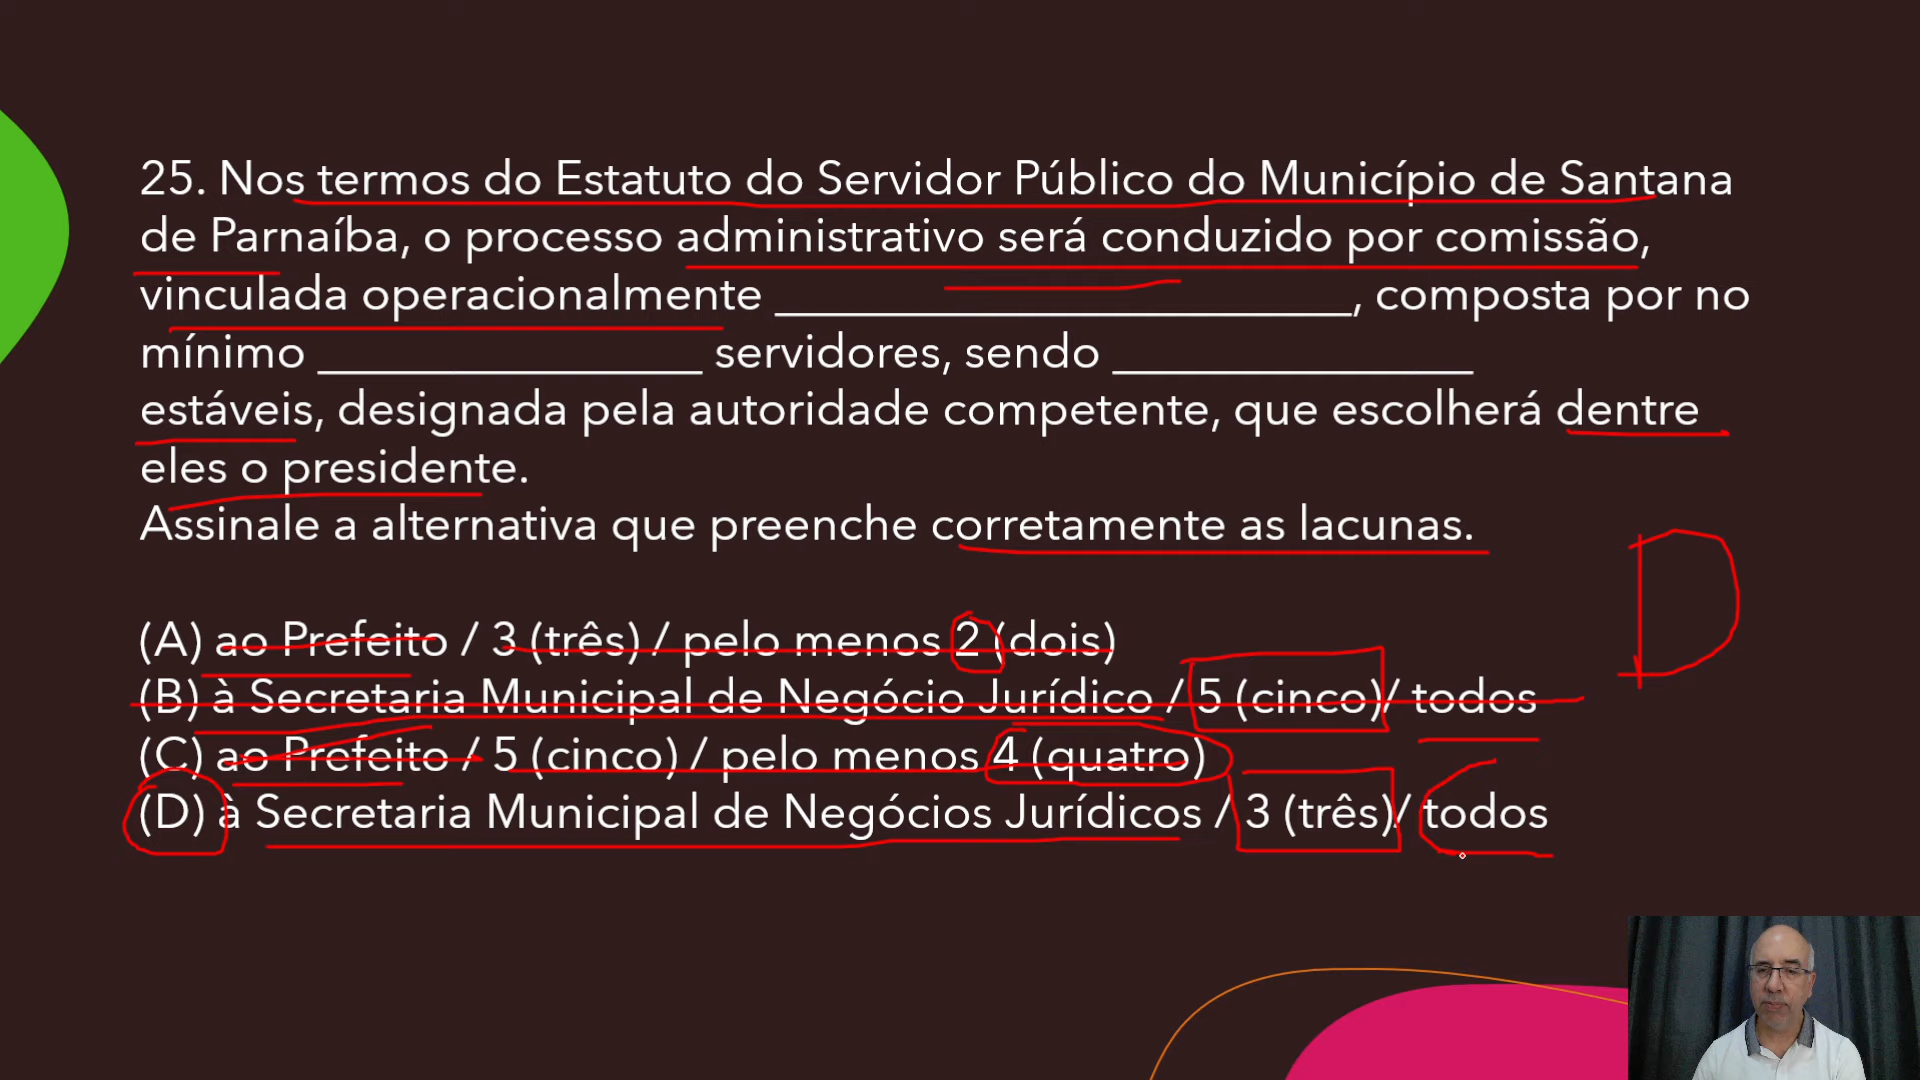 25. Nos termos do Estatuto do Servidor Público do Município de Santana
de Parnaíba, o processo administrativo será conduzido por comissão,
vinculada operacionalmente ________________________, composta por no
mínimo ________________ servidores, sendo _______________
estáveis, designada pela autoridade competente, que escolherá dentre
eles o presidente.
Assinale a alternativa que preenche corretamente as lacunas.
D
(A) ao Prefeito / 3 (três) / pelo menos 2 (dois)
(B) à Secretaria Municipal de Negócio Jurídico / 5 (cinco)/ todos
(C) ao Prefeito / 5 (cinco) / pelo menos 4 (quatro)
(D) à Secretaria Municipal de Negócios Jurídicos / 3 (três)/ todos